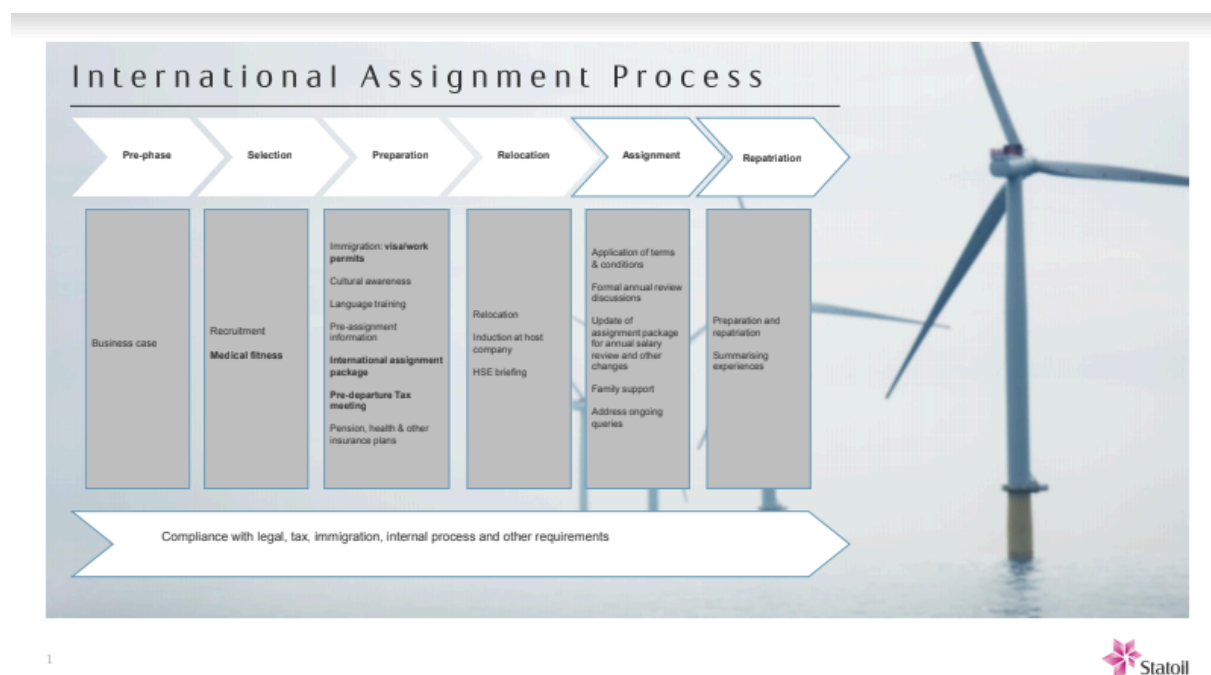 International Assignment Process
Pre-phase
Selection
Preparation
Relocation
Assignment
Repatriation
Business case
Recruitment
Medical fitness
Immigration: visa/work
permits
Cultural awareness
Language training
Pre-assignment
information
International assignment
package
Pre-departure Tax
meeting
Pension, health & other
insurance plans
Relocation
Induction at host
company
HSE briefing
Application of terms
& conditions
Formal annual review
discussions
Update of
assignment package
for annual salary
review and other
changes
Family support
Address ongoing
queries
Preparation and
repatriation
Summarising
experiences
Compliance with legal, tax, immigration, internal process and other requirements
1
Statoil